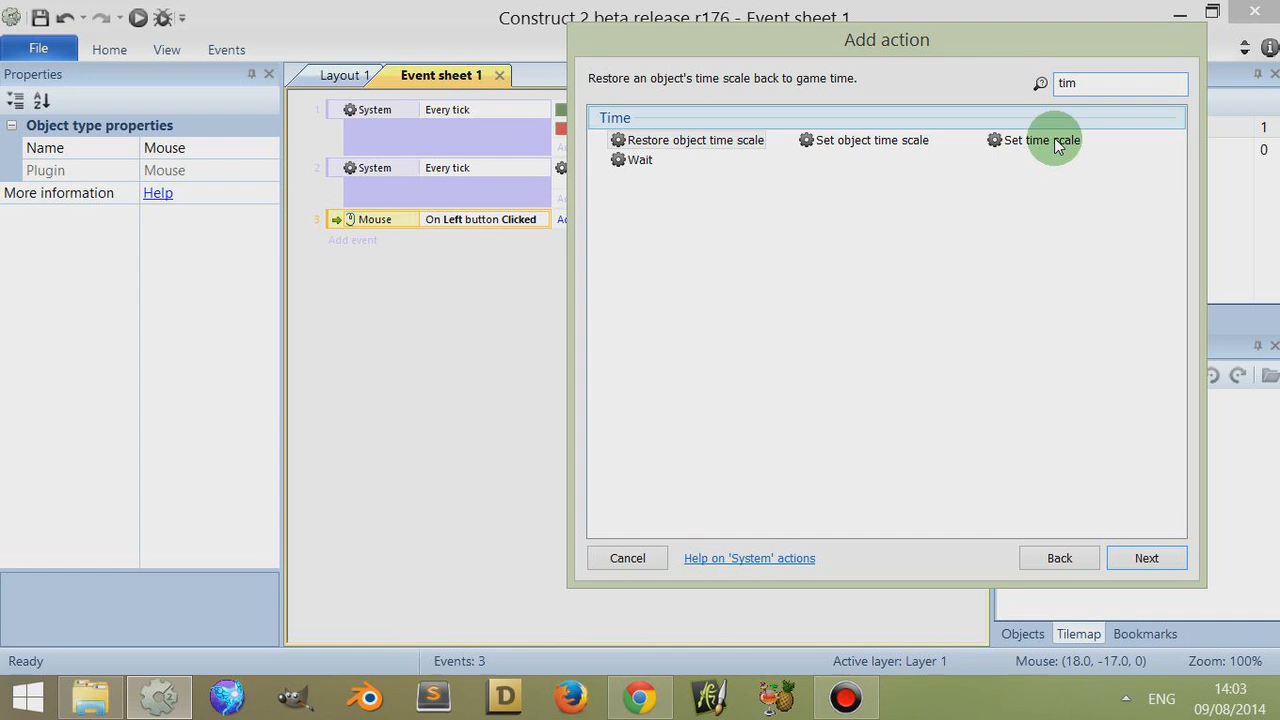 Construct 2 beta release r176 - Event sheet 1
File Home View Events
Add action
Properties
Object type properties
Name Mouse
Plugin Mouse
More information Help
Layout 1 Event sheet 1
1 System Every tick
2 System Every tick
3 Mouse On Left button Clicked
Add event
Restore an object's time scale back to game time.
tim
Time
Restore object time scale Set object time scale Set time scale
Wait
Cancel Help on 'System' actions Back Next
1
0
Objects Tilemap Bookmarks
Ready Events: 3 Active layer: Layer 1 Mouse: (18.0, -17.0, 0) Zoom: 100%
ENG
14:03
09/08/2014